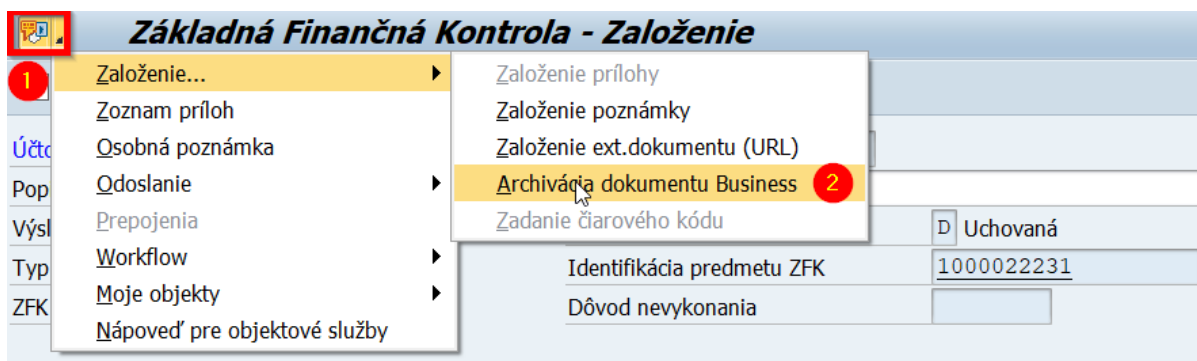 Základná Finančná Kontrola - Založenie
1
Založenie...
Zoznam príloh
Osobná poznámka
Odoslanie
Prepojenia
Workflow
Moje objekty
Nápoveď pre objektové služby
Založenie prílohy
Založenie poznámky
Založenie ext.dokumentu (URL)
Archivácia dokumentu Business 2
Zadanie čiarového kódu
Účto
Pop
Výsl
D Uchovaná
Typ
Identifikácia predmetu ZFK 1000022231
ZFK
Dôvod nevykonania